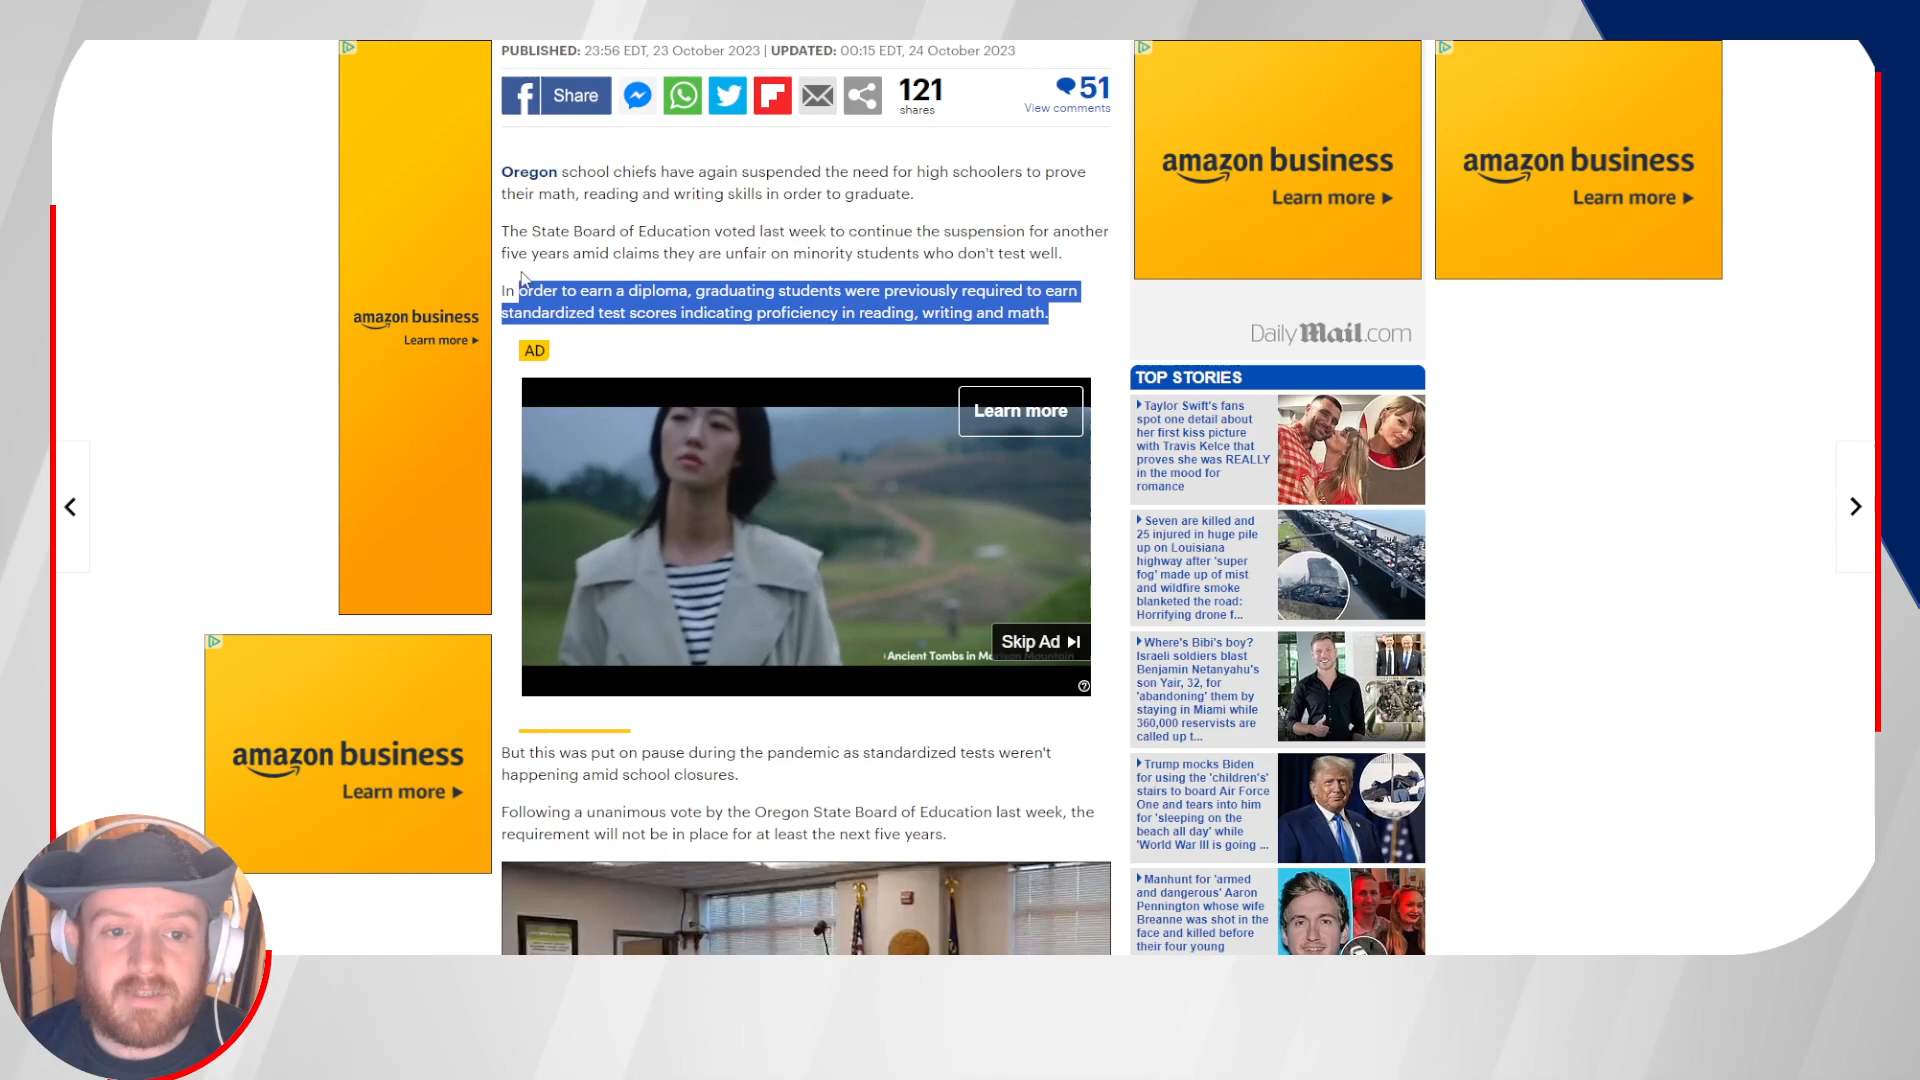 PUBLISHED: 23:56 EDT, 23 October 2023 | UPDATED: 00:15 EDT, 24 October 2023
f Share
121
shares
51
View comments
Oregon school chiefs have again suspended the need for high schoolers to prove
their math, reading and writing skills in order to graduate.
The State Board of Education voted last week to continue the suspension for another
five years amid claims they are unfair on minority students who don't test well.
In order to earn a diploma, graduating students were previously required to earn
standardized test scores indicating proficiency in reading, writing and math.
AD
Learn more
Skip Ad
Ancient Tombs in
Mountain
But this was put on pause during the pandemic as standardized tests weren't
happening amid school closures.
Following a unanimous vote by the Oregon State Board of Education last week, the
requirement will not be in place for at least the next five years.
amazon business
Learn more
amazon business
Learn more
amazon business
Learn more
amazon business
Learn more
DailyMail.com
TOP STORIES
Taylor Swift's fans
spot one detail about
her first kiss picture
with Travis Kelce that
proves she was REALLY
in the mood for
romance
Seven are killed and
25 injured in huge pile
up on Louisiana
highway after 'super
fog' made up of mist
and wildfire smoke
blanketed the road:
Horrifying drone f...
Where's Bibi's boy?
Israeli soldiers blast
Benjamin Netanyahu's
son Yair, 32, for
'abandoning' them by
staying in Miami while
360,000 reservists are
called up t...
Trump mocks Biden
for using the 'children's'
stairs to board Air Force
One and tears into him
for 'sleeping on the
beach all day' while
'World War III is going ...
Manhunt for 'armed
and dangerous' Aaron
Pennington whose wife
Breanne was shot in the
face and killed before
their four young